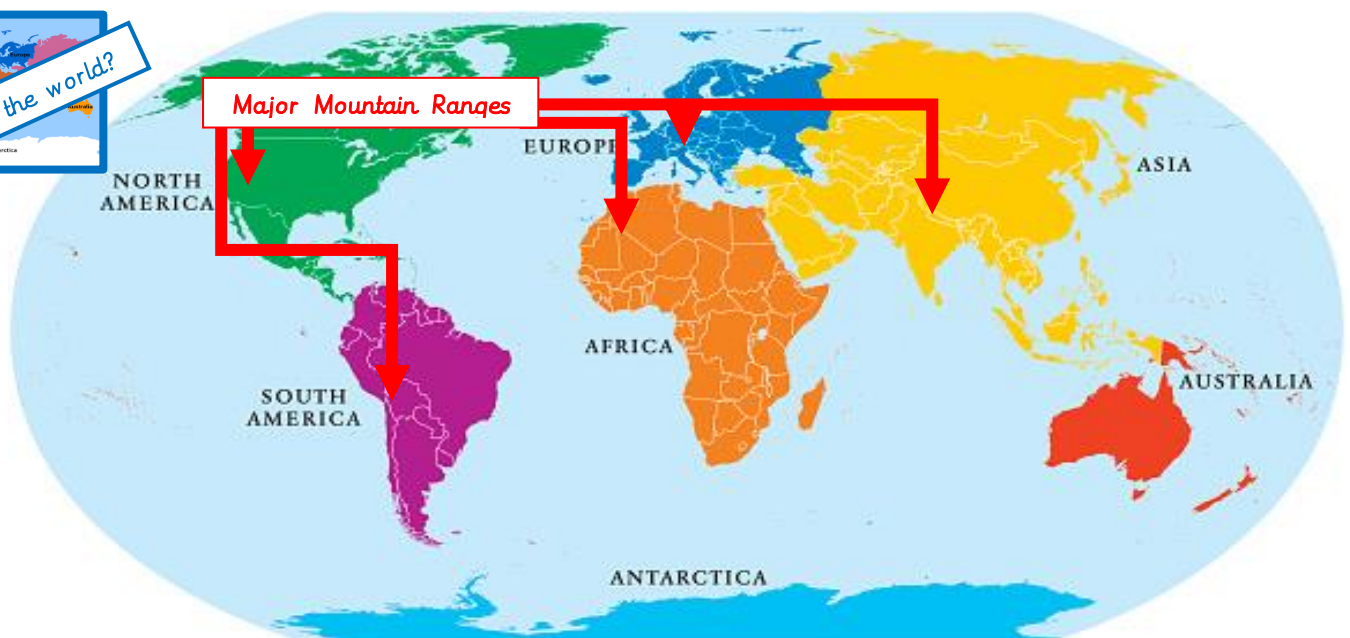 the world?
Major Mountain Ranges
EUROPE
ASIA
NORTH
AMERICA
AFRICA
SOUTH
AMERICA
AUSTRALIA
ANTARCTICA